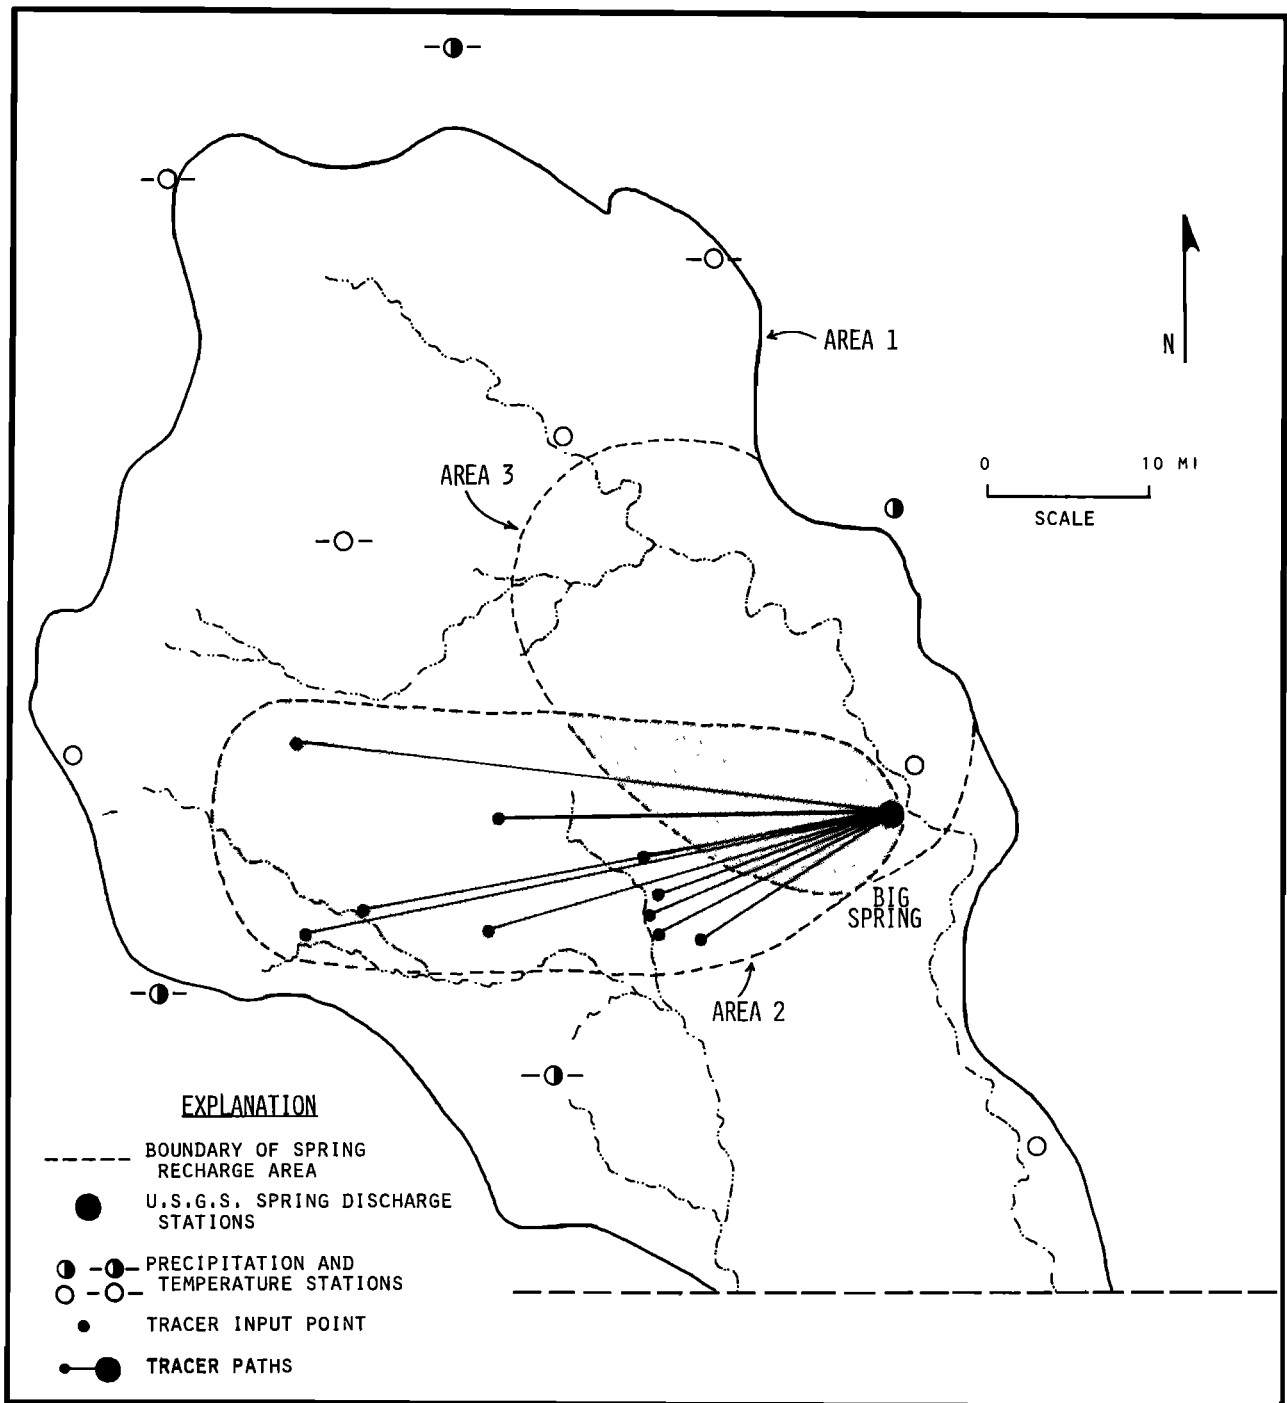 AREA 1
N
0 10 MI
SCALE
AREA 3
BIG
SPRING
AREA 2
EXPLANATION
BOUNDARY OF SPRING
RECHARGE AREA
U.S.G.S. SPRING DISCHARGE
STATIONS
PRECIPITATION AND
TEMPERATURE STATIONS
TRACER INPUT POINT
TRACER PATHS